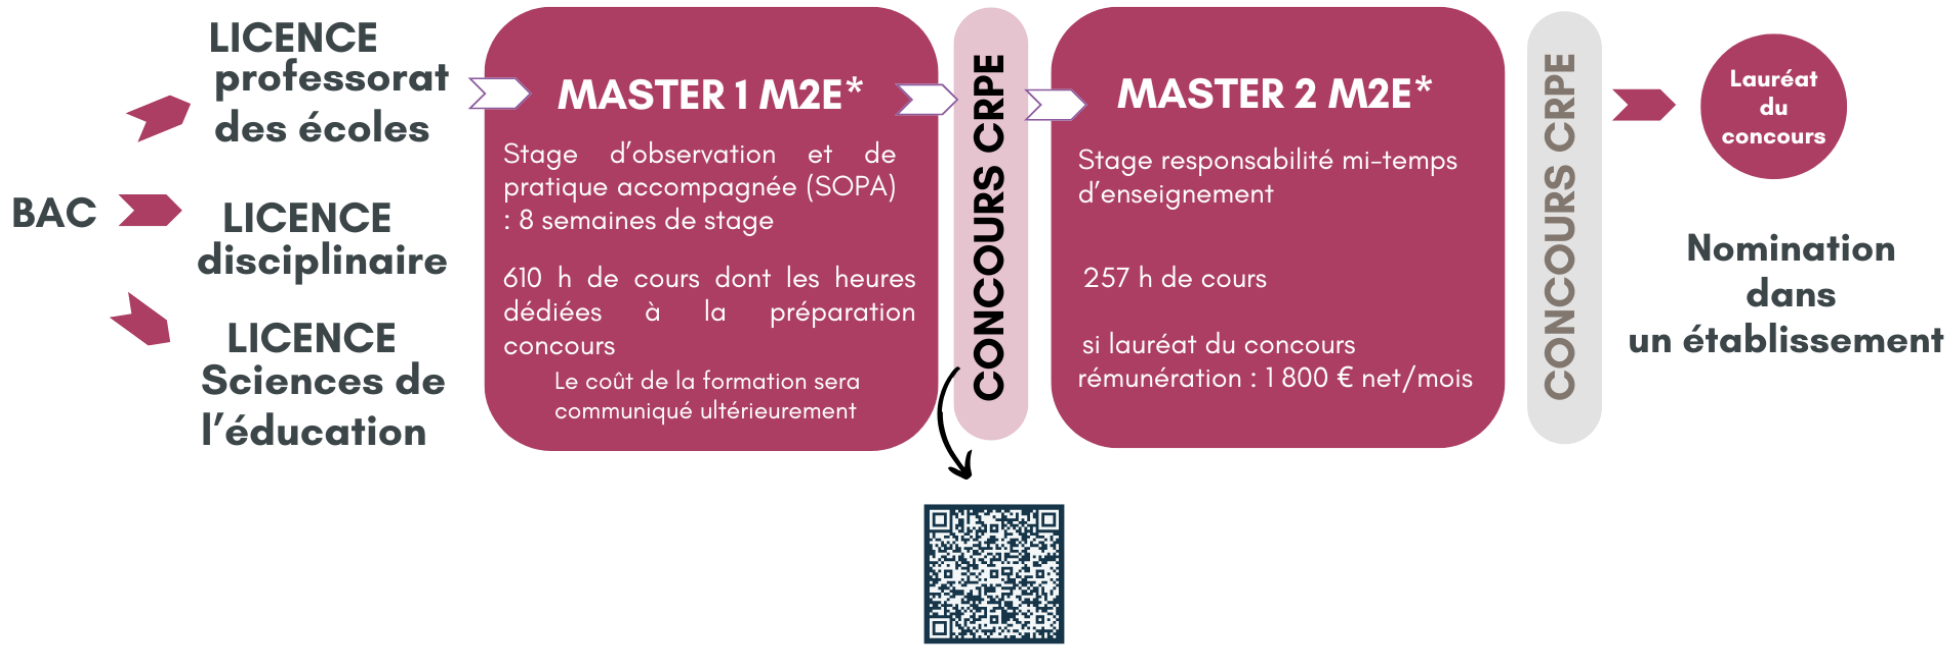 BAC
LICENCE
professorat
des écoles
LICENCE
disciplinaire
LICENCE
Sciences de
l’éducation
MASTER 1 M2E*
Stage d’observation et de
pratique accompagnée (SOPA)
: 8 semaines de stage
610 h de cours dont les heures
dédiées à la préparation
concours
Le coût de la formation sera
communiqué ultérieurement
CONCOURS CRPE
MASTER 2 M2E*
Stage responsabilité mi-temps
d’enseignement
257 h de cours
si lauréat du concours
rémunération : 1 800 € net/mois
CONCOURS CRPE
Lauréat
du
concours
Nomination
dans
un établissement